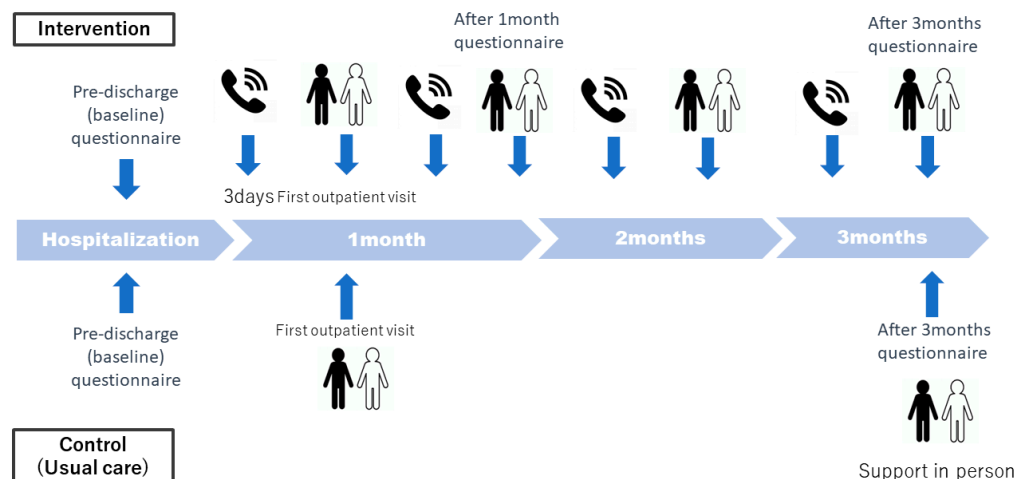 Intervention
After 1month
questionnaire
After 3months
questionnaire
Pre-discharge
(baseline)
questionnaire
3days
First outpatient visit
Hospitalization
1month
2months
3months
Pre-discharge
(baseline)
questionnaire
First outpatient visit
After 3months
questionnaire
Control
(Usual care)
Support in person